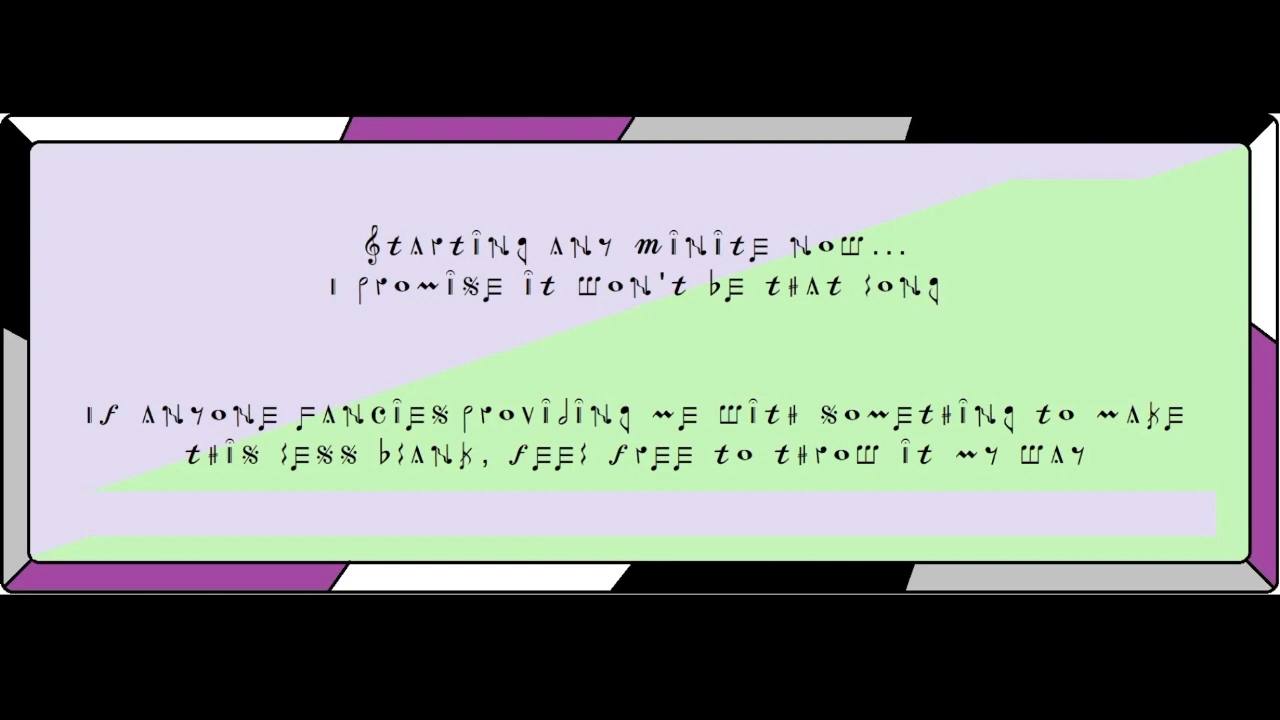 Starting any minite now...
I promise it won't be that song
If anyone fancies providing me with something to make
this less blank, feel free to throw it my way